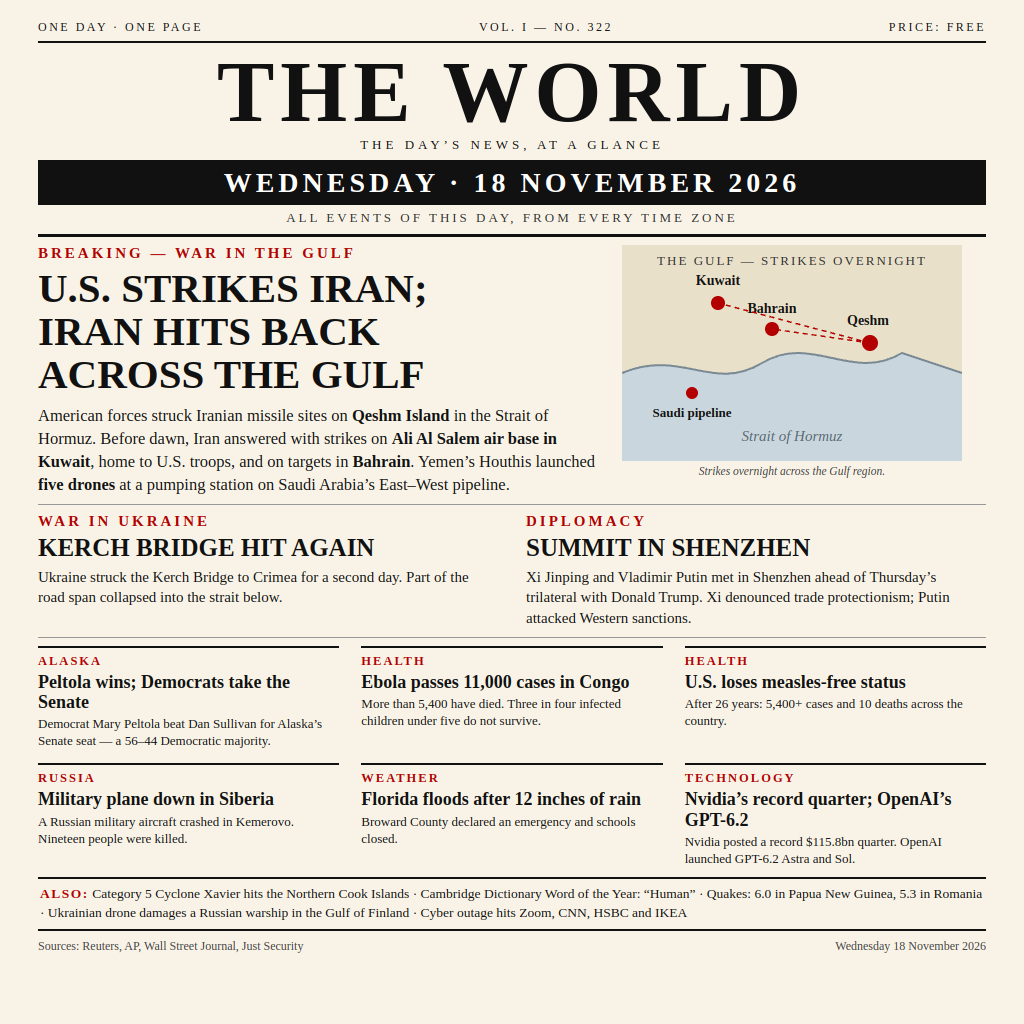 ONE DAY · ONE PAGE
VOL. I — NO. 322
PRICE: FREE
THE WORLD
THE DAY’S NEWS, AT A GLANCE
WEDNESDAY · 18 NOVEMBER 2026
ALL EVENTS OF THIS DAY, FROM EVERY TIME ZONE
BREAKING — WAR IN THE GULF
U.S. STRIKES IRAN;
IRAN HITS BACK
ACROSS THE GULF
American forces struck Iranian missile sites on Qeshm Island in the Strait of
Hormuz. Before dawn, Iran answered with strikes on Ali Al Salem air base in
Kuwait, home to U.S. troops, and on targets in Bahrain. Yemen’s Houthis launched
five drones at a pumping station on Saudi Arabia’s East–West pipeline.
THE GULF — STRIKES OVERNIGHT
Kuwait
Bahrain
Qeshm
Saudi pipeline
Strait of Hormuz
Strikes overnight across the Gulf region.
WAR IN UKRAINE
KERCH BRIDGE HIT AGAIN
Ukraine struck the Kerch Bridge to Crimea for a second day. Part of the
road span collapsed into the strait below.
DIPLOMACY
SUMMIT IN SHENZHEN
Xi Jinping and Vladimir Putin met in Shenzhen ahead of Thursday’s
trilateral with Donald Trump. Xi denounced trade protectionism; Putin
attacked Western sanctions.
ALASKA
Peltola wins; Democrats take the
Senate
Democrat Mary Peltola beat Dan Sullivan for Alaska’s
Senate seat — a 56–44 Democratic majority.
HEALTH
Ebola passes 11,000 cases in Congo
More than 5,400 have died. Three in four infected
children under five do not survive.
HEALTH
U.S. loses measles-free status
After 26 years: 5,400+ cases and 10 deaths across the
country.
RUSSIA
Military plane down in Siberia
A Russian military aircraft crashed in Kemerovo.
Nineteen people were killed.
WEATHER
Florida floods after 12 inches of rain
Broward County declared an emergency and schools
closed.
TECHNOLOGY
Nvidia’s record quarter; OpenAI’s
GPT-6.2
Nvidia posted a record $115.8bn quarter. OpenAI
launched GPT-6.2 Astra and Sol.
ALSO: Category 5 Cyclone Xavier hits the Northern Cook Islands · Cambridge Dictionary Word of the Year: “Human” · Quakes: 6.0 in Papua New Guinea, 5.3 in Romania
· Ukrainian drone damages a Russian warship in the Gulf of Finland · Cyber outage hits Zoom, CNN, HSBC and IKEA
Sources: Reuters, AP, Wall Street Journal, Just Security
Wednesday 18 November 2026